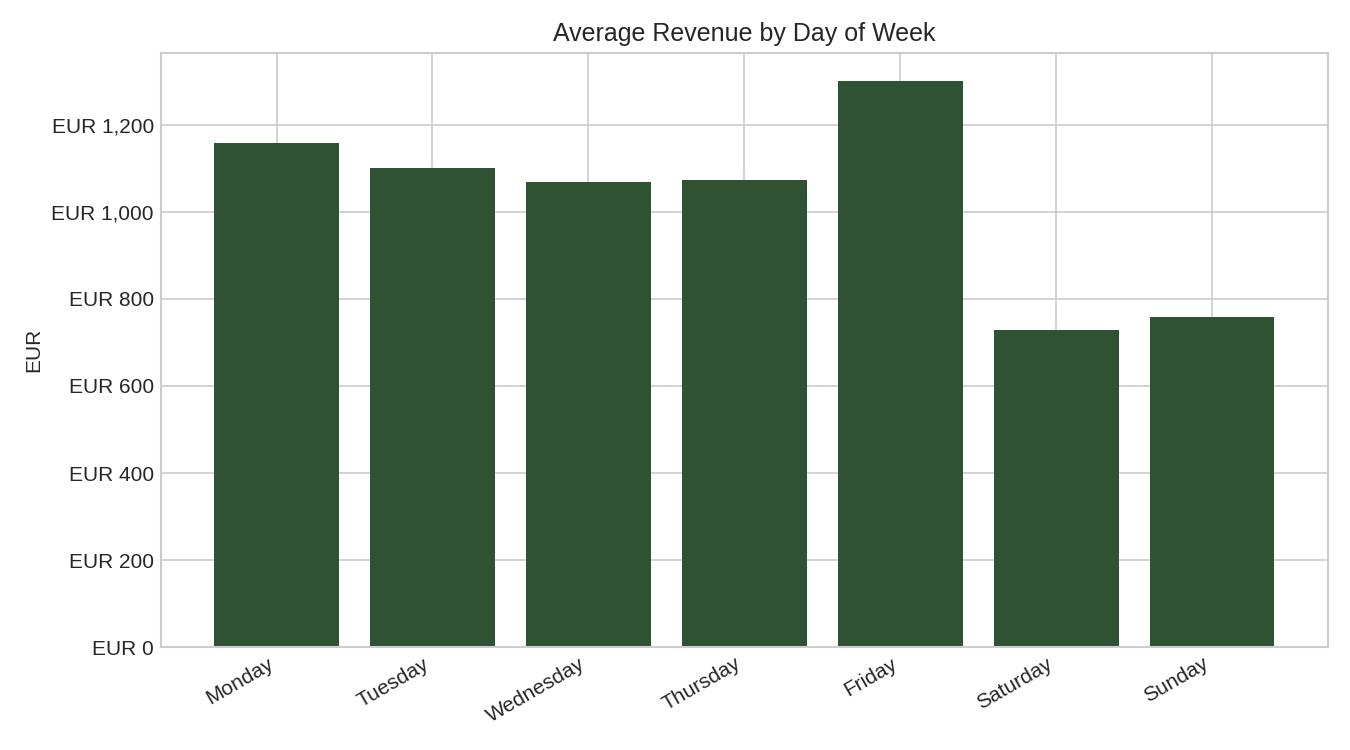 Average Revenue by Day of Week
EUR 1,200
EUR 1,000
EUR 800
EUR 600
EUR 400
EUR 200
EUR 0
EUR
Monday
Tuesday
Wednesday
Thursday
Friday
Saturday
Sunday